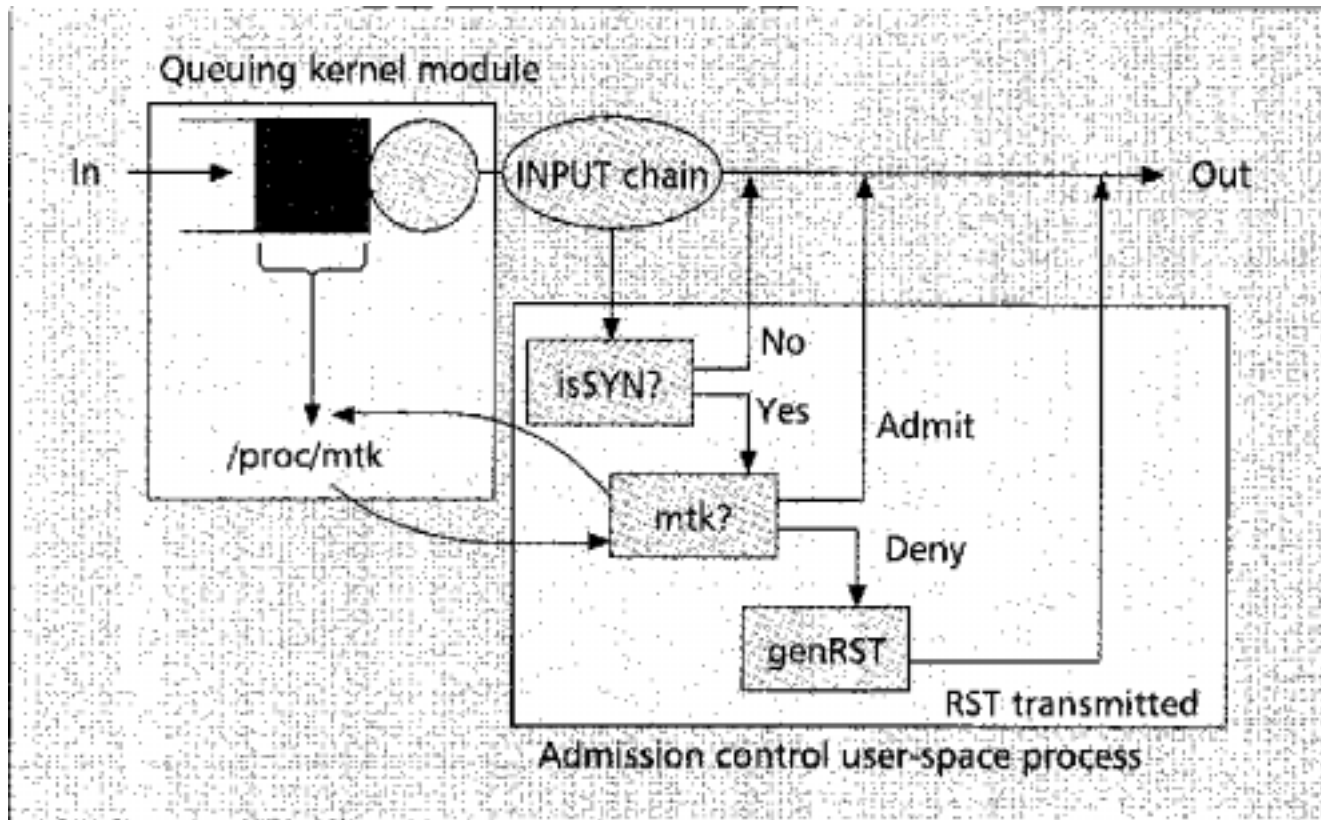 Queuing kernel module
In
INPUT chain
Out
isSYN?
No
Yes
Admit
/proc/mtk
mtk?
Deny
genRST
RST transmitted
Admission control user-space process